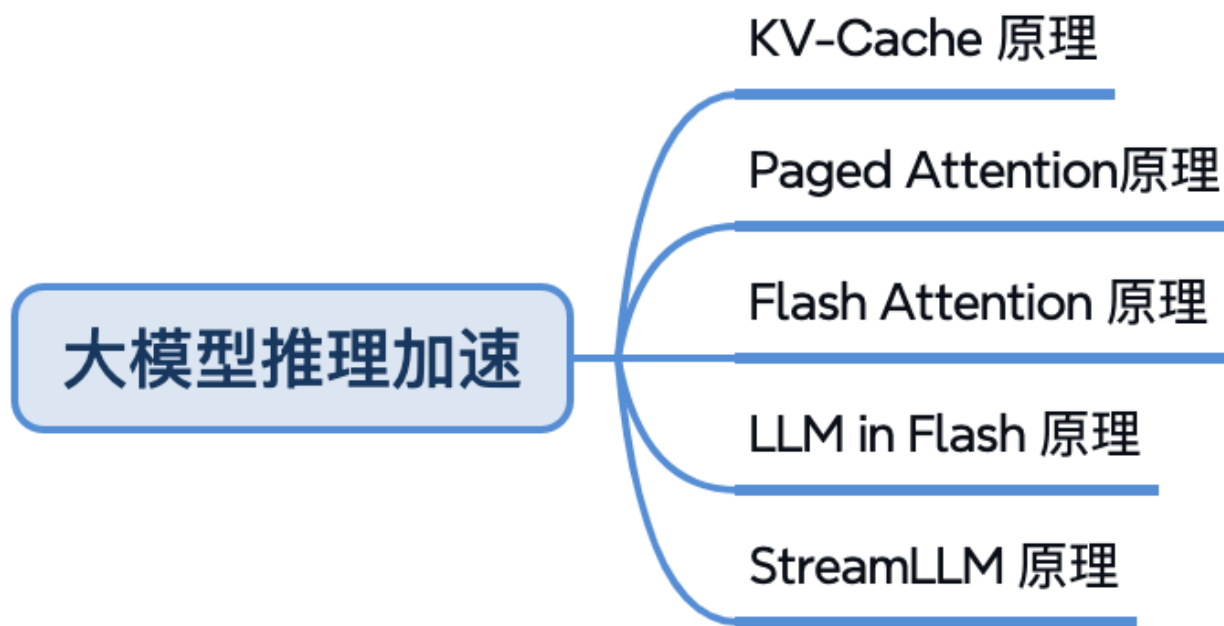 大模型推理加速
KV-Cache 原理
Paged Attention原理
Flash Attention 原理
LLM in Flash 原理
StreamLLM 原理